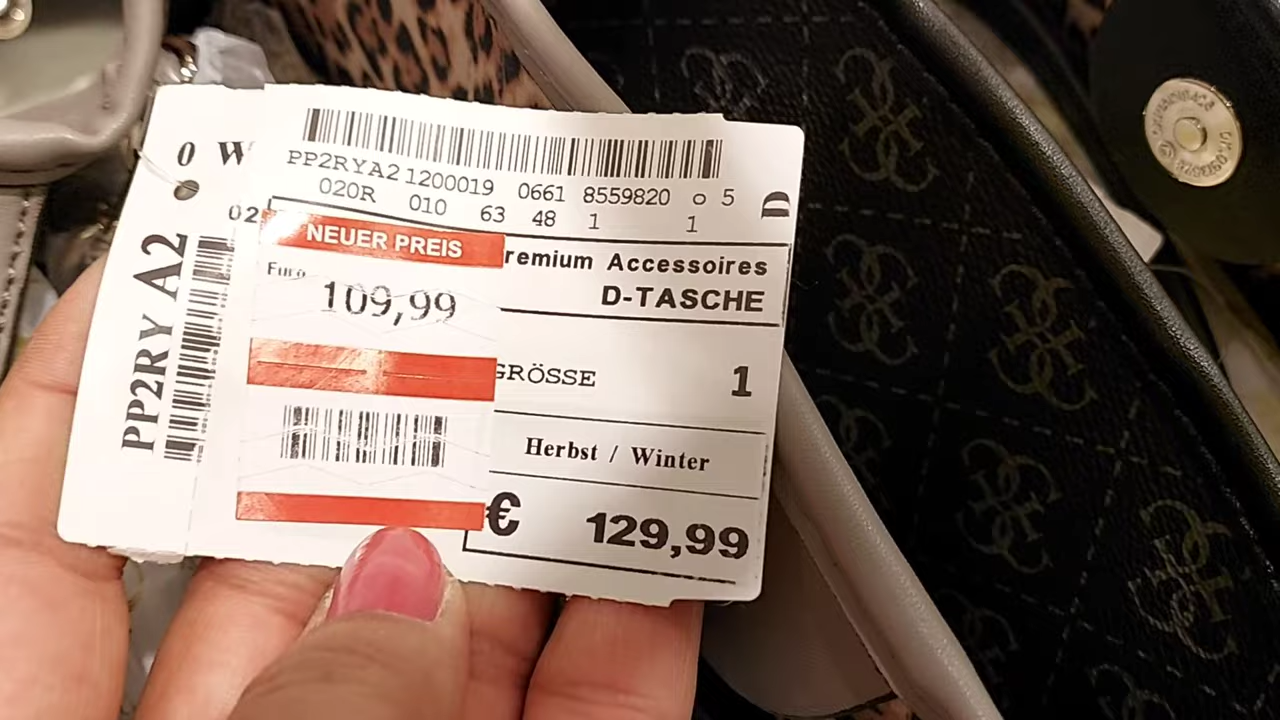 0 W
PP2RYA2 1200019 0661 8559820 o 5
020R 010 63 48 1 1
D
02
NEUER PREIS
Euro
109,99
remium Accessoires
D-TASCHE
GRÖSSE 1
Herbst / Winter
€ 129,99
PP2RY A2